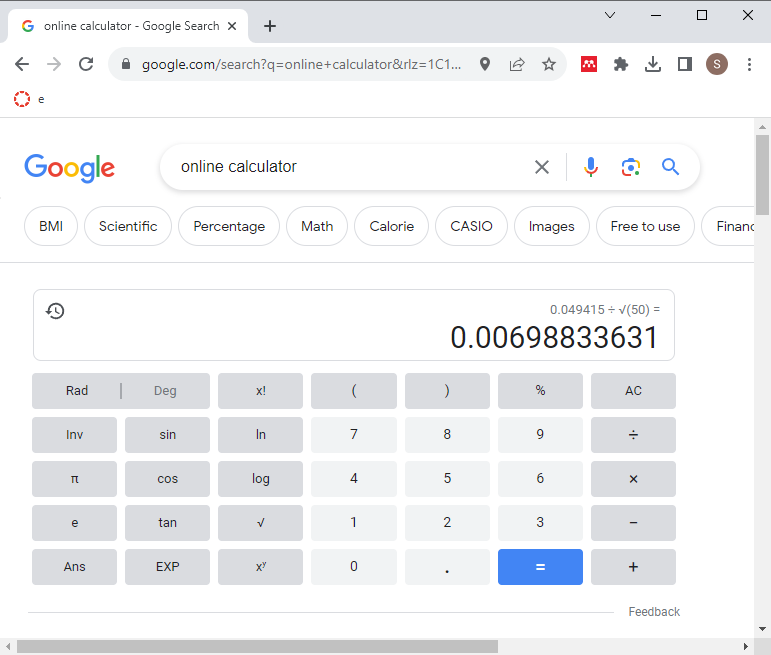 online calculator - Google Search
google.com/search?q=online+calculator&rlz=1C1...
S
e
Google
online calculator
BMI Scientific Percentage Math Calorie CASIO Images Free to use Financ
0.049415 ÷ √(50) =
0.00698833631
Rad | Deg x! ( ) % AC
Inv sin ln 7 8 9 ÷
π cos log 4 5 6 ×
e tan √ 1 2 3 −
Ans EXP xʸ 0 . = +
Feedback